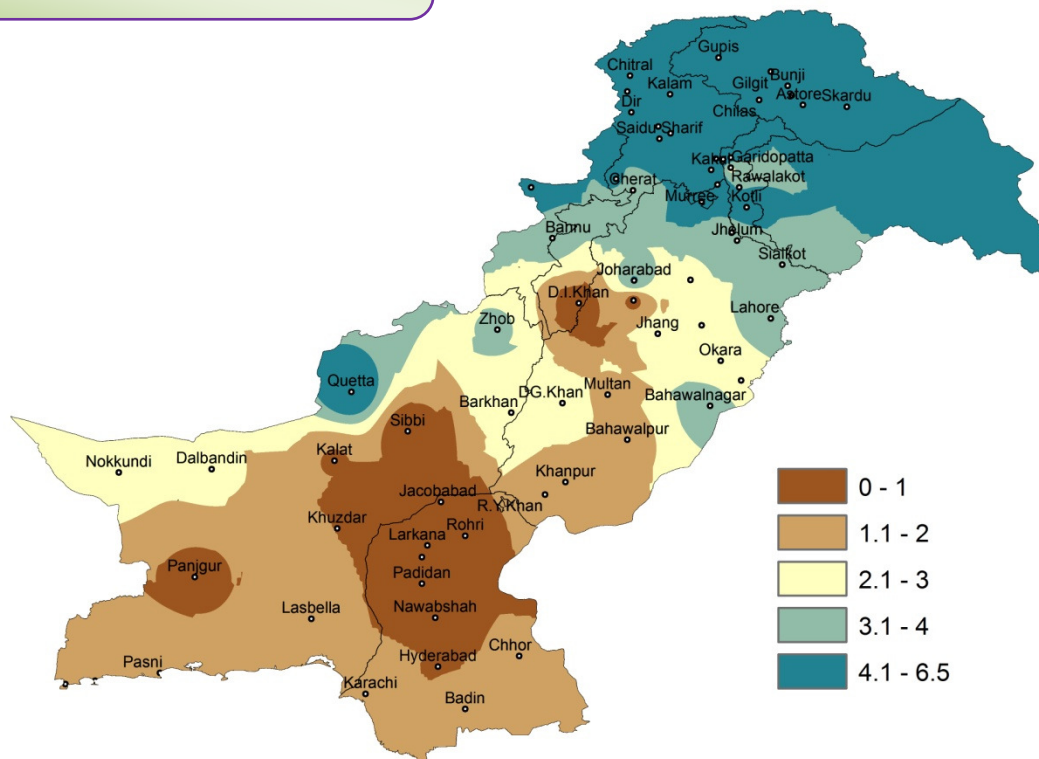 Gupis
Chitral
Bunji
Kalam
Gilgit
Astore
Skardu
Dir
Chilas
Saidu Sharif
Garidopatta
Rawalakot
Cherat
Murree
Kotli
Bannu
Jhelum
Sialkot
Joharabad
D.I.Khan
Lahore
Zhob
Jhang
Okara
Quetta
Multan
DG.Khan
Bahawalnagar
Barkhan
Sibbi
Bahawalpur
Kalat
Nokkundi
Dalbandin
Khanpur
Jacobabad
R.Y.Khan
Khuzdar
Rohri
Larkana
Panjgur
Padidan
Lasbella
Nawabshah
Chhor
Pasni
Hyderabad
Karachi
Badin
0 - 1
1.1 - 2
2.1 - 3
3.1 - 4
4.1 - 6.5